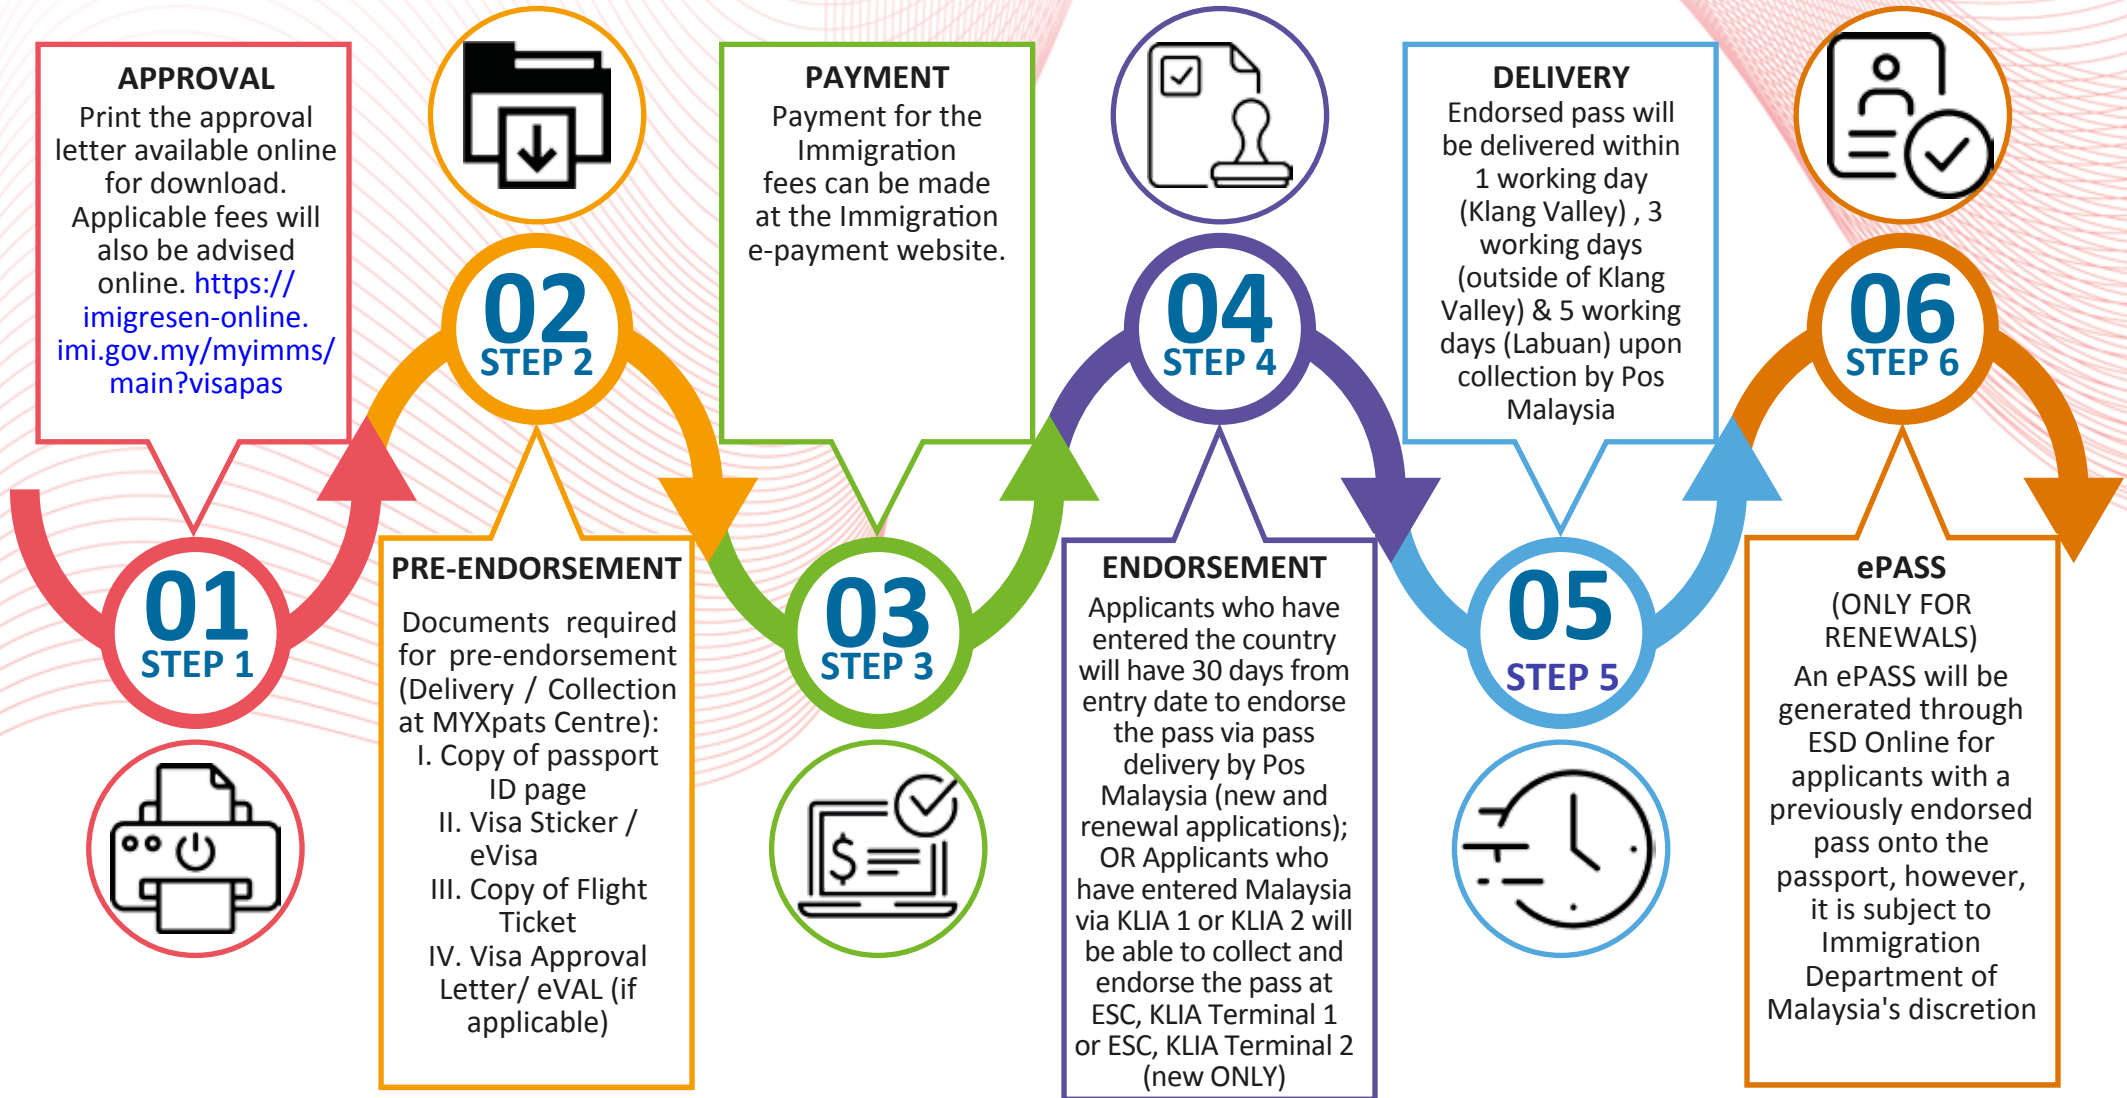 APPROVAL
Print the approval
letter available online
for download.
Applicable fees will
also be advised
online. https://
imigresen-online.
imi.gov.my/myimms/
main?visapas
01
STEP 1
02
STEP 2
PRE-ENDORSEMENT
Documents required
for pre-endorsement
(Delivery / Collection
at MYXpats Centre):
I. Copy of passport
ID page
II. Visa Sticker /
eVisa
III. Copy of Flight
Ticket
IV. Visa Approval
Letter/ eVAL (if
applicable)
PAYMENT
Payment for the
Immigration
fees can be made
at the Immigration
e-payment website.
03
STEP 3
$
04
STEP 4
ENDORSEMENT
Applicants who have
entered the country
will have 30 days from
entry date to endorse
the pass via pass
delivery by Pos
Malaysia (new and
renewal applications);
OR Applicants who
have entered Malaysia
via KLIA 1 or KLIA 2 will
be able to collect and
endorse the pass at
ESC, KLIA Terminal 1
or ESC, KLIA Terminal 2
(new ONLY)
DELIVERY
Endorsed pass will
be delivered within
1 working day
(Klang Valley) , 3
working days
(outside of Klang
Valley) & 5 working
days (Labuan) upon
collection by Pos
Malaysia
05
STEP 5
06
STEP 6
ePASS
(ONLY FOR
RENEWALS)
An ePASS will be
generated through
ESD Online for
applicants with a
previously endorsed
pass onto the
passport, however,
it is subject to
Immigration
Department of
Malaysia's discretion